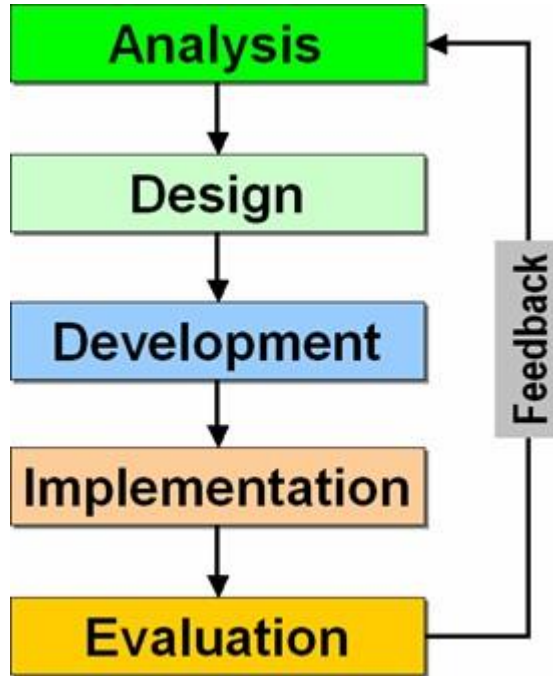 Analysis
Design
Development
Implementation
Evaluation
Feedback